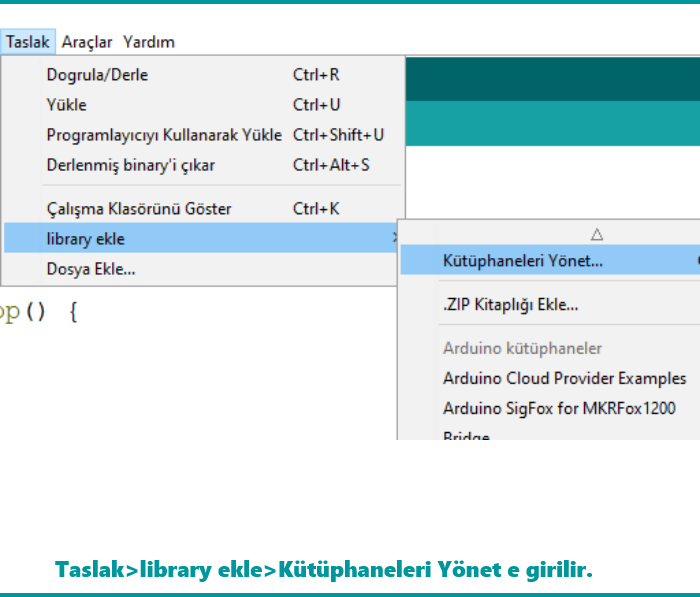 Taslak Araçlar Yardım
Dogrula/Derle Ctrl+R
Yükle Ctrl+U
Programlayıcıyı Kullanarak Yükle Ctrl+Shift+U
Derlenmiş binary'i çıkar Ctrl+Alt+S
Çalışma Klasörünü Göster Ctrl+K
library ekle
Dosya Ekle...
Kütüphaneleri Yönet...
.ZIP Kitaplığı Ekle...
Arduino kütüphaneler
Arduino Cloud Provider Examples
Arduino SigFox for MKRFox1200
Bridge
op() {
Taslak>library ekle>Kütüphaneleri Yönet e girilir.